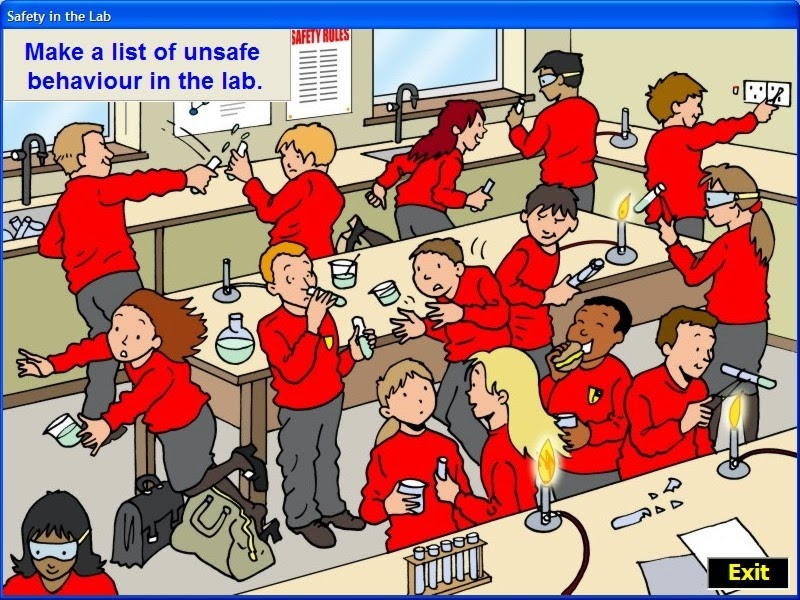 Safety in the Lab
Make a list of unsafe
behaviour in the lab.
SAFETY RULES
Exit